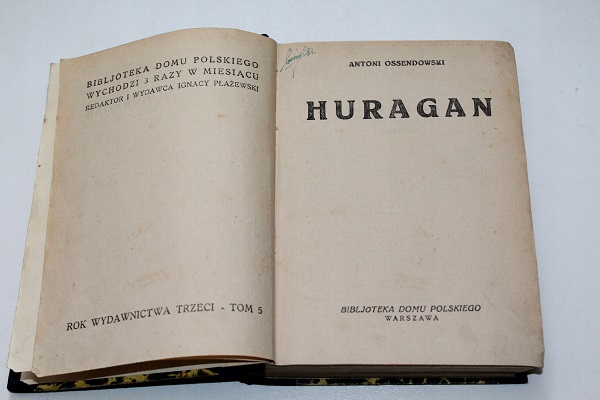 BIBLJOTEKA DOMU POLSKIEGO
WYCHODZI 3 RAZY W MIESIĄCU
REDAKTOR I WYDAWCA IGNACY PŁAŻEWSKI
ROK WYDAWNICTWA TRZECI - TOM 5
ANTONI OSSENDOWSKI
HURAGAN
BIBLJOTEKA DOMU POLSKIEGO
WARSZAWA